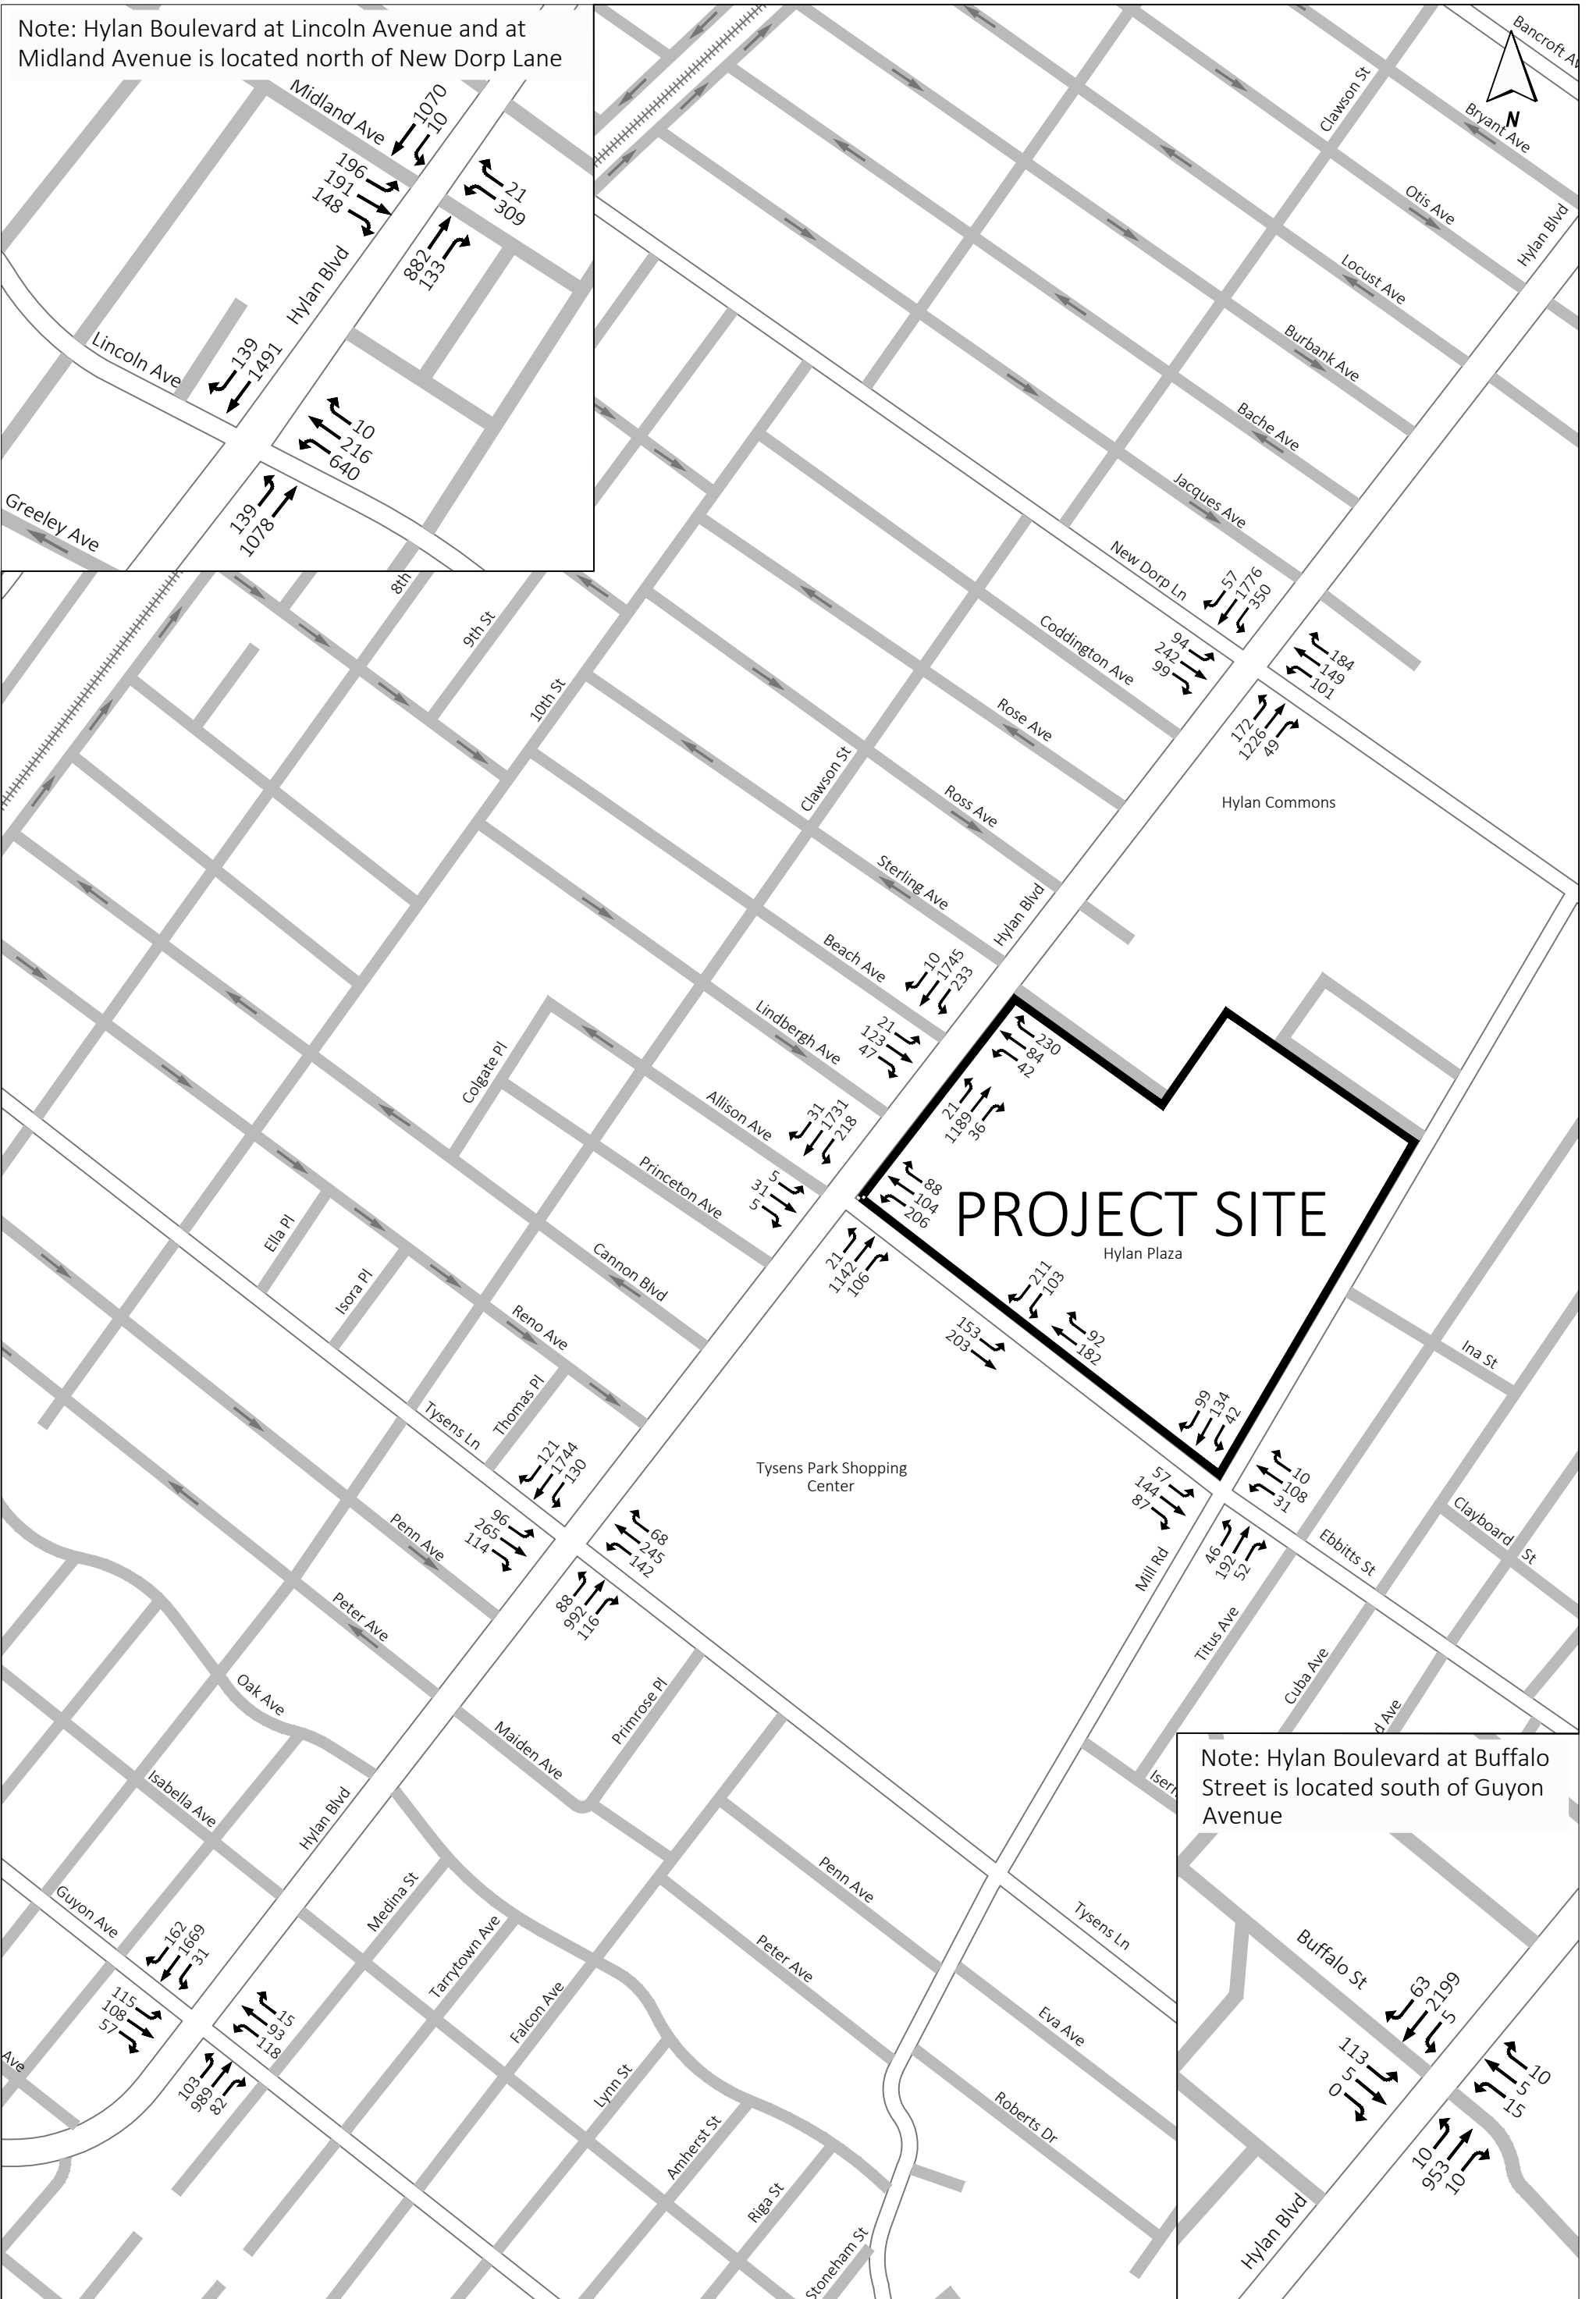 Note: Hylan Boulevard at Lincoln Avenue and at
Midland Avenue is located north of New Dorp Lane
Midland Ave
1070
10
196
191
148
21
309
882
133
Hylan Blvd
Lincoln Ave
139
1491
10
216
640
139
1078
Greeley Ave
Bancroft Av
N
Clawson St
Bryant Ave
Otis Ave
Hylan Blvd
Locust Ave
Burbank Ave
Bache Ave
Jacques Ave
New Dorp Ln
57
1776
350
94
242
99
184
149
101
172
1226
49
8th
9th St
10th St
Coddington Ave
Rose Ave
Clawson St
Ross Ave
Hylan Commons
Sterling Ave
Hylan Blvd
Beach Ave
10
1745
233
21
123
47
230
84
42
21
1189
36
Lindbergh Ave
Colgate Pl
Allison Ave
31
1731
218
5
31
5
88
104
206
21
1142
106
PROJECT SITE
Hylan Plaza
Princeton Ave
Ella Pl
Isora Pl
Cannon Blvd
Reno Ave
211
103
153
203
92
182
Ina St
Thomas Pl
Tysens Ln
121
1744
130
96
265
114
68
245
142
88
992
116
Tysens Park Shopping
Center
99
134
42
57
144
87
10
108
31
46
192
52
Mill Rd
Ebbitts St
Clayboard St
Titus Ave
Cuba Ave
d Ave
Penn Ave
Peter Ave
Oak Ave
Primrose Pl
Maiden Ave
Isabella Ave
Hylan Blvd
Isern
Guyon Ave
162
1669
31
115
108
57
15
93
118
103
989
82
Ave
Medina St
Tarrytown Ave
Falcon Ave
Lynn St
Amherst St
Riga St
Stoneham St
Penn Ave
Peter Ave
Tysens Ln
Eva Ave
Roberts Dr
Note: Hylan Boulevard at Buffalo
Street is located south of Guyon
Avenue
Buffalo St
63
2199
5
113
5
0
10
5
15
10
953
10
Hylan Blvd